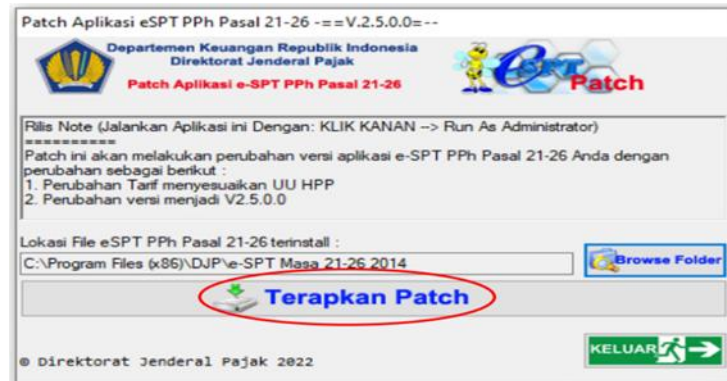 Patch Aplikasi eSPT PPh Pasal 21-26 -==V.2.5.0.0=--
Departemen Keuangan Republik Indonesia
Direktorat Jenderal Pajak
Patch Aplikasi e-SPT PPh Pasal 21-26
eSPT Patch
Rilis Note (Jalankan Aplikasi ini Dengan: KLIK KANAN --> Run As Administrator)
==========
Patch ini akan melakukan perubahan versi aplikasi e-SPT PPh Pasal 21-26 Anda dengan
perubahan sebagai berikut :
1. Perubahan Tarif menyesuaikan UU HPP
2. Perubahan versi menjadi V2.5.0.0
Lokasi File eSPT PPh Pasal 21-26 terinstall :
C:\Program Files (x86)\DJP\e-SPT Masa 21-26 2014
Browse Folder
Terapkan Patch
KELUAR
© Direktorat Jenderal Pajak 2022